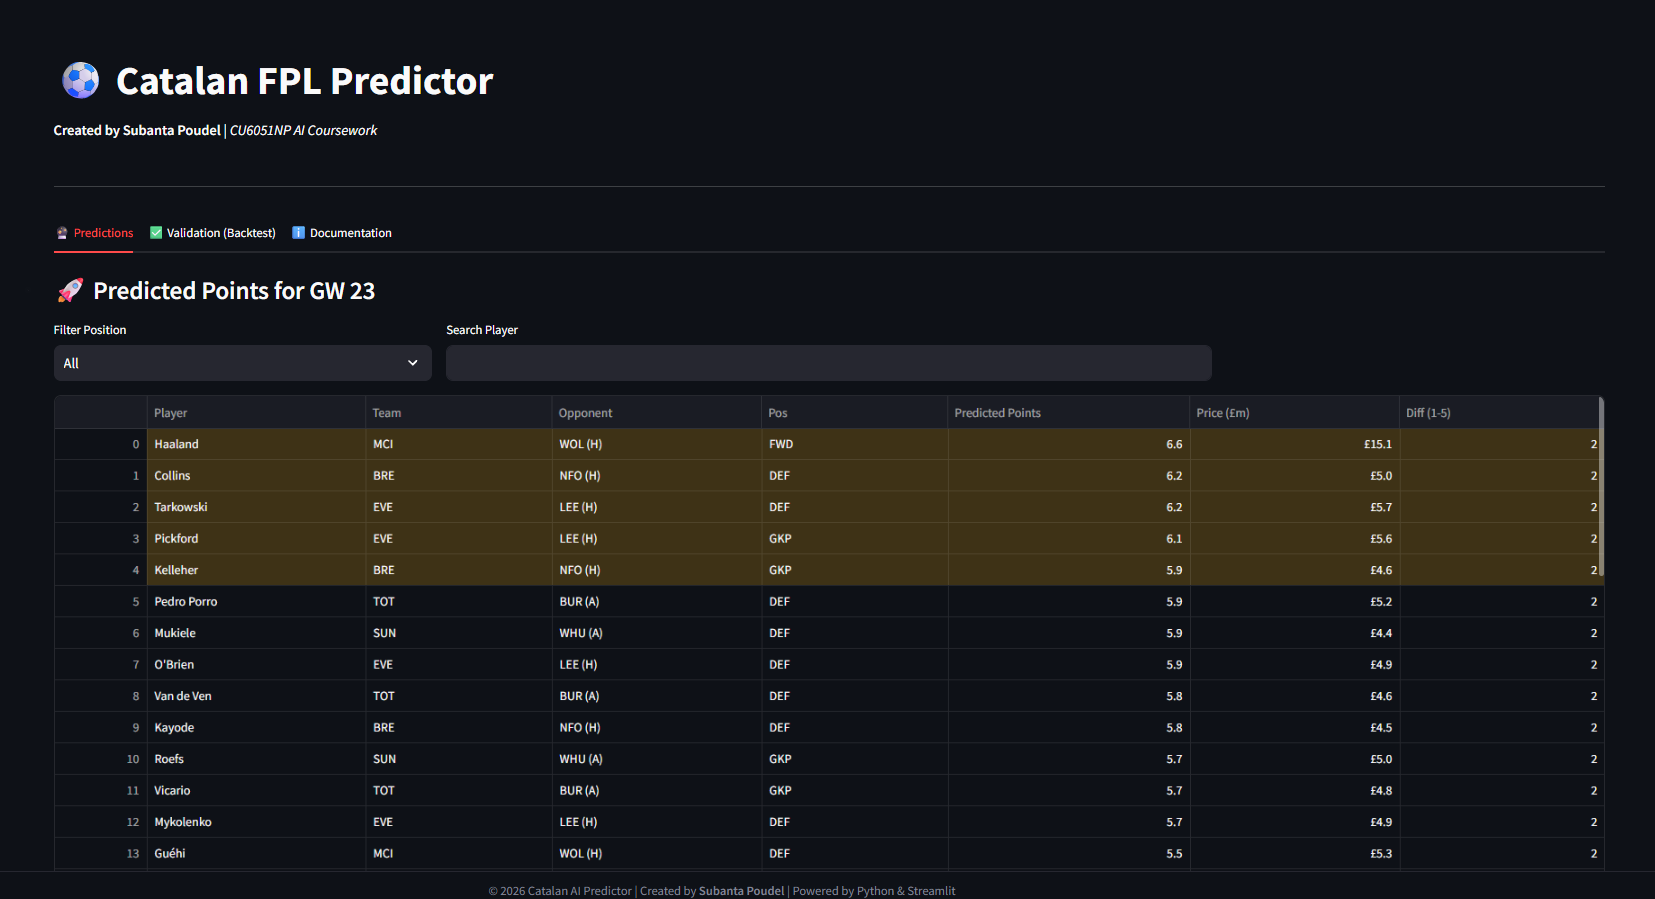 Catalan FPL Predictor
Created by Subanta Poudel | CU6051NP AI Coursework
Predictions Validation (Backtest) Documentation
Predicted Points for GW 23
Filter Position Search Player
All
Player Team Opponent Pos Predicted Points Price (£m) Diff (1-5)
0 Haaland MCI WOL (H) FWD 6.6 £15.1 2
1 Collins BRE NFO (H) DEF 6.2 £5.0 2
2 Tarkowski EVE LEE (H) DEF 6.2 £5.7 2
3 Pickford EVE LEE (H) GKP 6.1 £5.6 2
4 Kelleher BRE NFO (H) GKP 5.9 £4.6 2
5 Pedro Porro TOT BUR (A) DEF 5.9 £5.2 2
6 Mukiele SUN WHU (A) DEF 5.9 £4.4 2
7 O'Brien EVE LEE (H) DEF 5.9 £4.9 2
8 Van de Ven TOT BUR (A) DEF 5.8 £4.6 2
9 Kayode BRE NFO (H) DEF 5.8 £4.5 2
10 Roefs SUN WHU (A) GKP 5.7 £5.0 2
11 Vicario TOT BUR (A) GKP 5.7 £4.8 2
12 Mykolenko EVE LEE (H) DEF 5.7 £4.9 2
13 Guéhi MCI WOL (H) DEF 5.5 £5.3 2
© 2026 Catalan AI Predictor | Created by Subanta Poudel | Powered by Python & Streamlit